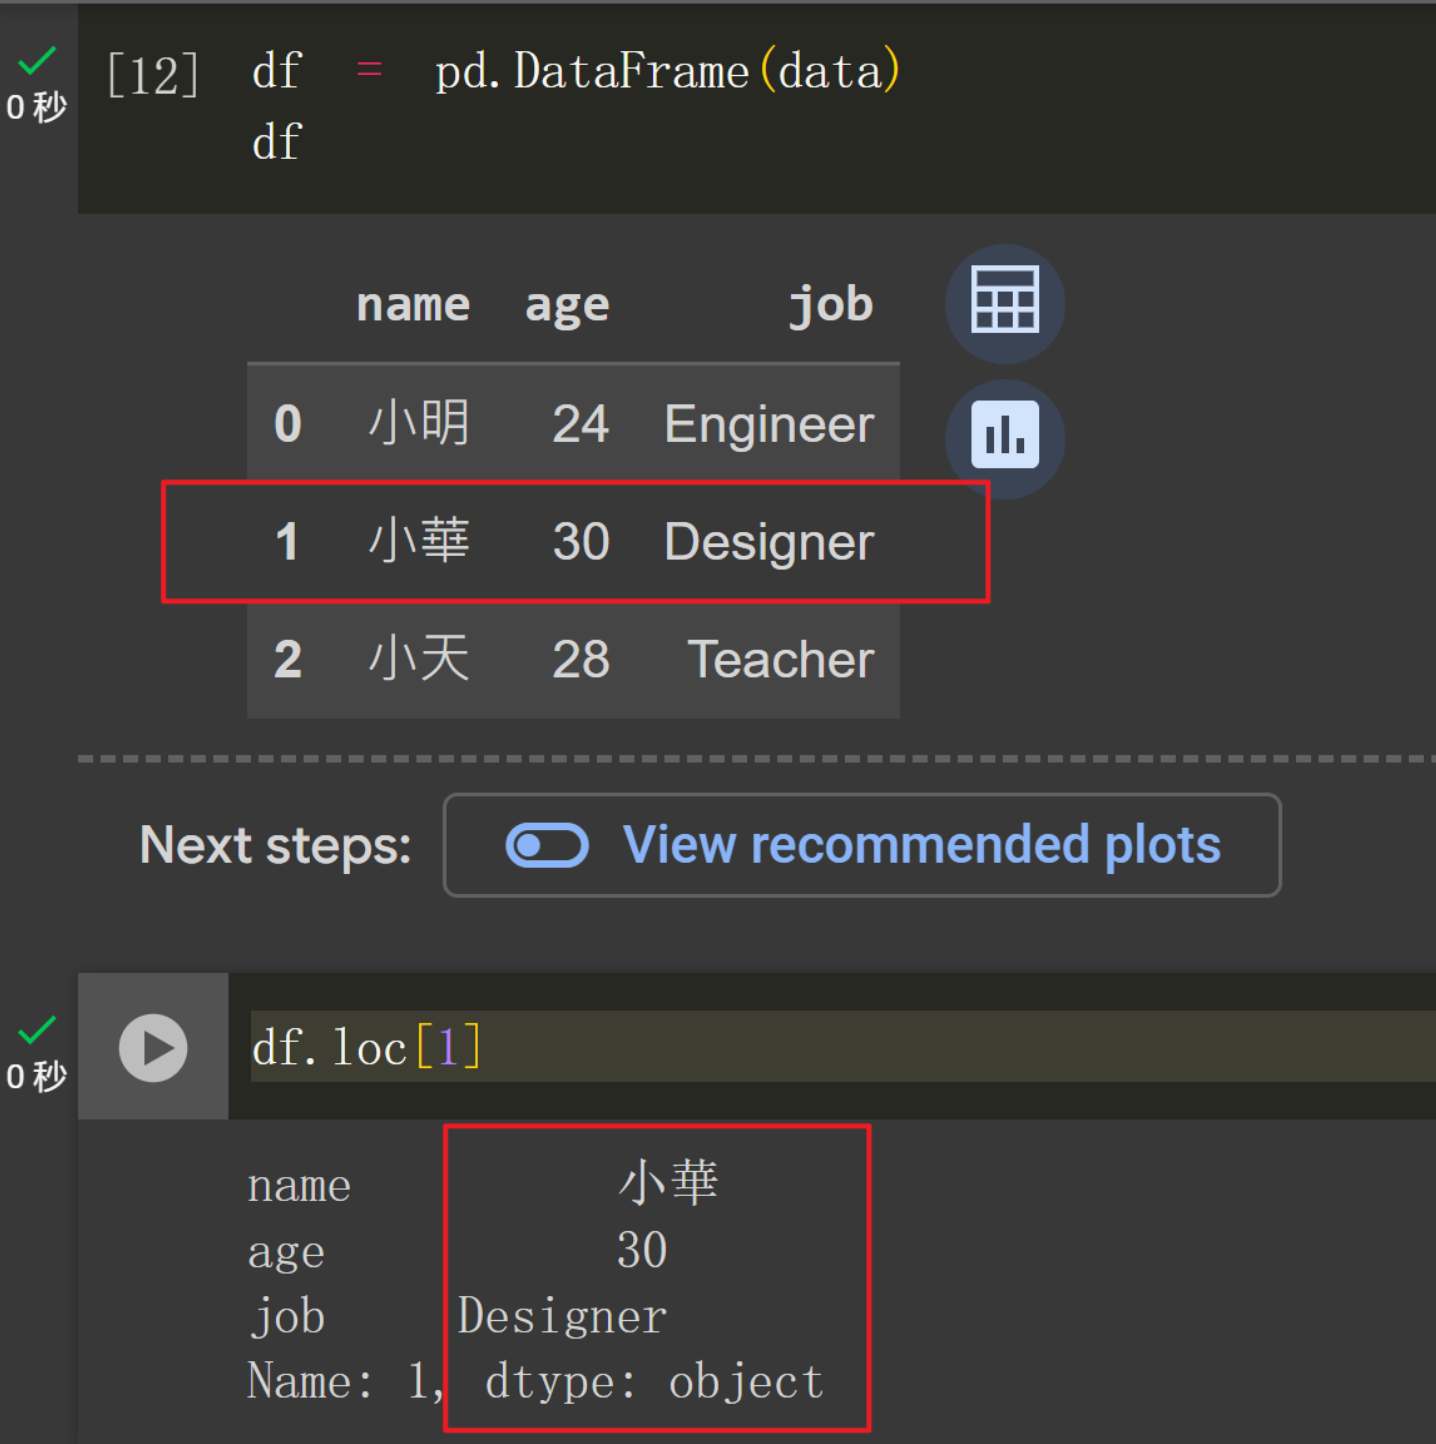 [12] df = pd.DataFrame(data)
0 秒
df
name age job
0 小明 24 Engineer
1 小華 30 Designer
2 小天 28 Teacher
Next steps: View recommended plots
df.loc[1]
0 秒
name 小華
age 30
job Designer
Name: 1, dtype: object